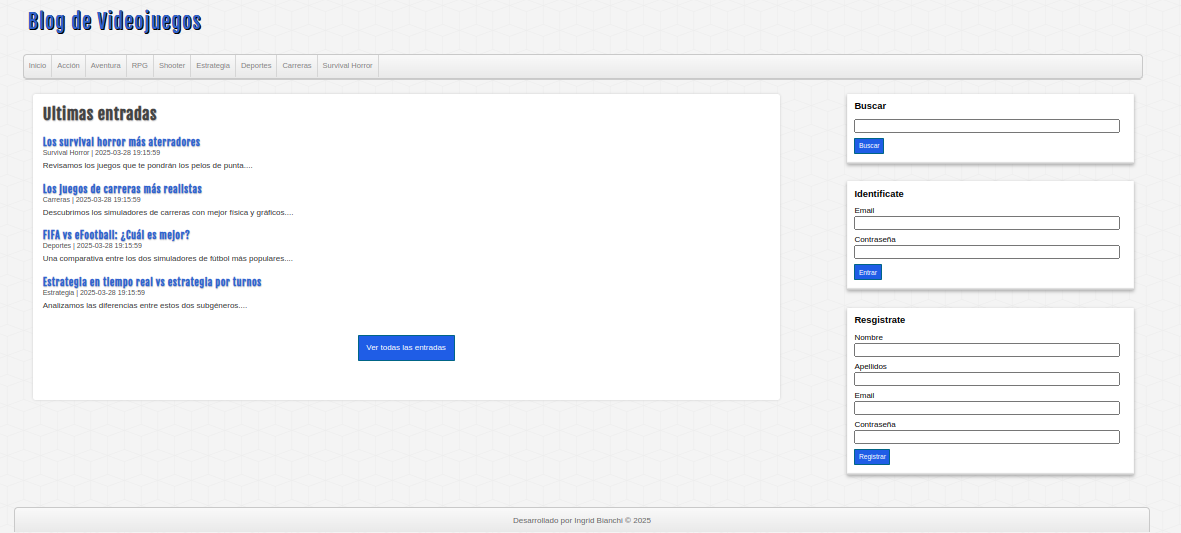 Blog de Videojuegos
Inicio Acción Aventura RPG Shooter Estrategia Deportes Carreras Survival Horror
Ultimas entradas
Los survival horror más aterradores
Survival Horror | 2025-03-28 19:15:59
Revisamos los juegos que te pondrán los pelos de punta....
Los juegos de carreras más realistas
Carreras | 2025-03-28 19:15:59
Descubrimos los simuladores de carreras con mejor física y gráficos....
FIFA vs eFootball: ¿Cuál es mejor?
Deportes | 2025-03-28 19:15:59
Una comparativa entre los dos simuladores de fútbol más populares....
Estrategia en tiempo real vs estrategia por turnos
Estrategia | 2025-03-28 19:15:59
Analizamos las diferencias entre estos dos subgéneros....
Ver todas las entradas
Buscar
Buscar
Identificate
Email
Contraseña
Entrar
Resgistrate
Nombre
Apellidos
Email
Contraseña
Registrar
Desarrollado por Ingrid Bianchi © 2025